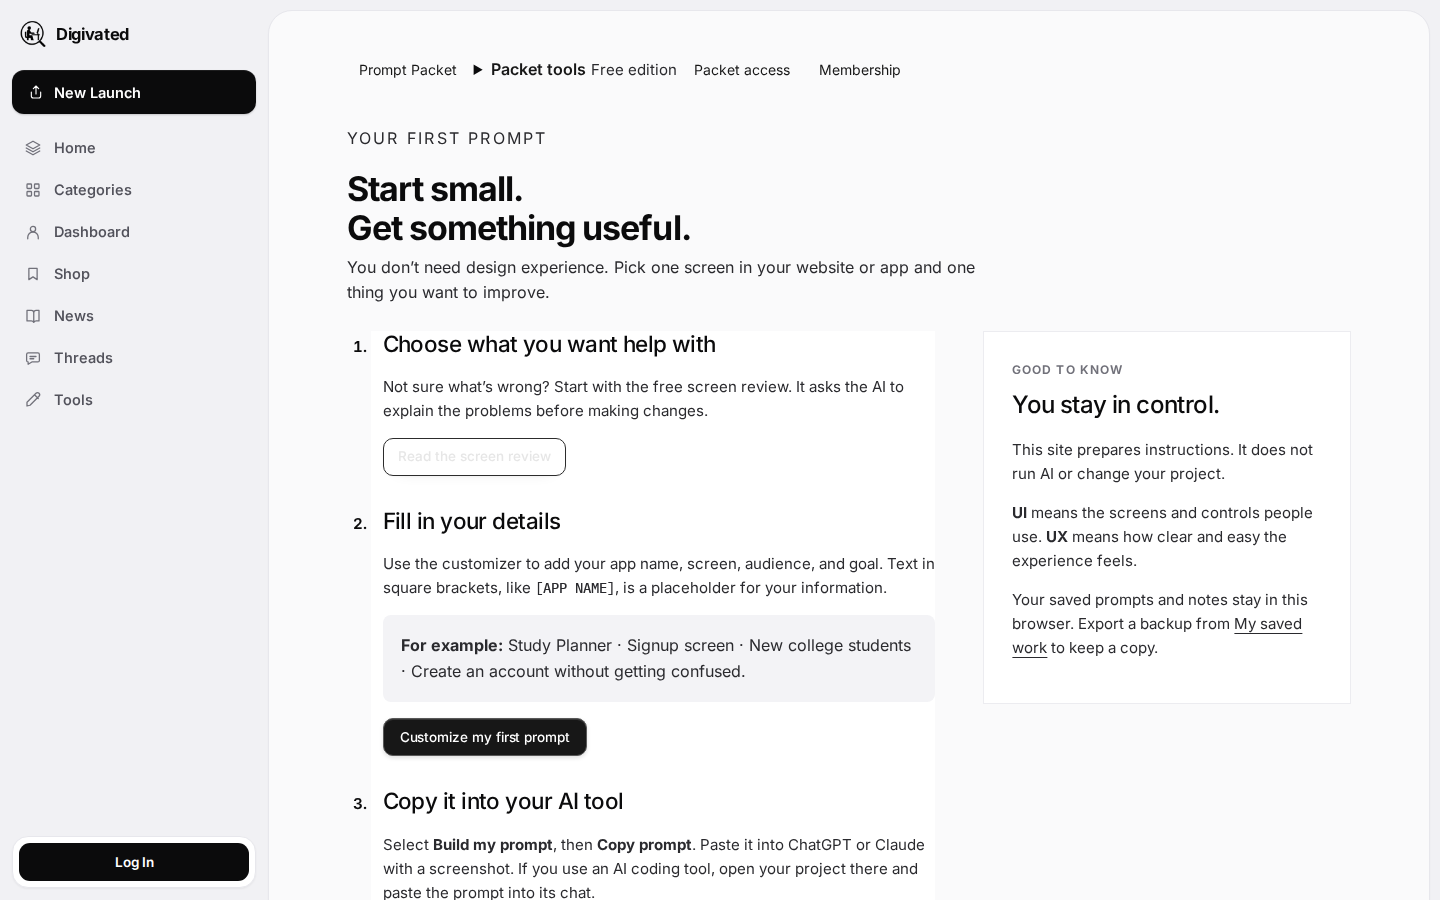 Digivated
New Launch
Home
Categories
Dashboard
Shop
News
Threads
Tools
Log In
Prompt Packet ▶ Packet tools Free edition Packet access Membership
YOUR FIRST PROMPT
Start small.
Get something useful.
You don’t need design experience. Pick one screen in your website or app and one
thing you want to improve.
1. Choose what you want help with
Not sure what’s wrong? Start with the free screen review. It asks the AI to
explain the problems before making changes.
Read the screen review
2. Fill in your details
Use the customizer to add your app name, screen, audience, and goal. Text in
square brackets, like [APP NAME], is a placeholder for your information.
For example: Study Planner · Signup screen · New college students
· Create an account without getting confused.
Customize my first prompt
3. Copy it into your AI tool
Select Build my prompt, then Copy prompt. Paste it into ChatGPT or Claude
with a screenshot. If you use an AI coding tool, open your project there and
paste the prompt into its chat.
GOOD TO KNOW
You stay in control.
This site prepares instructions. It does not
run AI or change your project.
UI means the screens and controls people
use. UX means how clear and easy the
experience feels.
Your saved prompts and notes stay in this
browser. Export a backup from My saved
work to keep a copy.